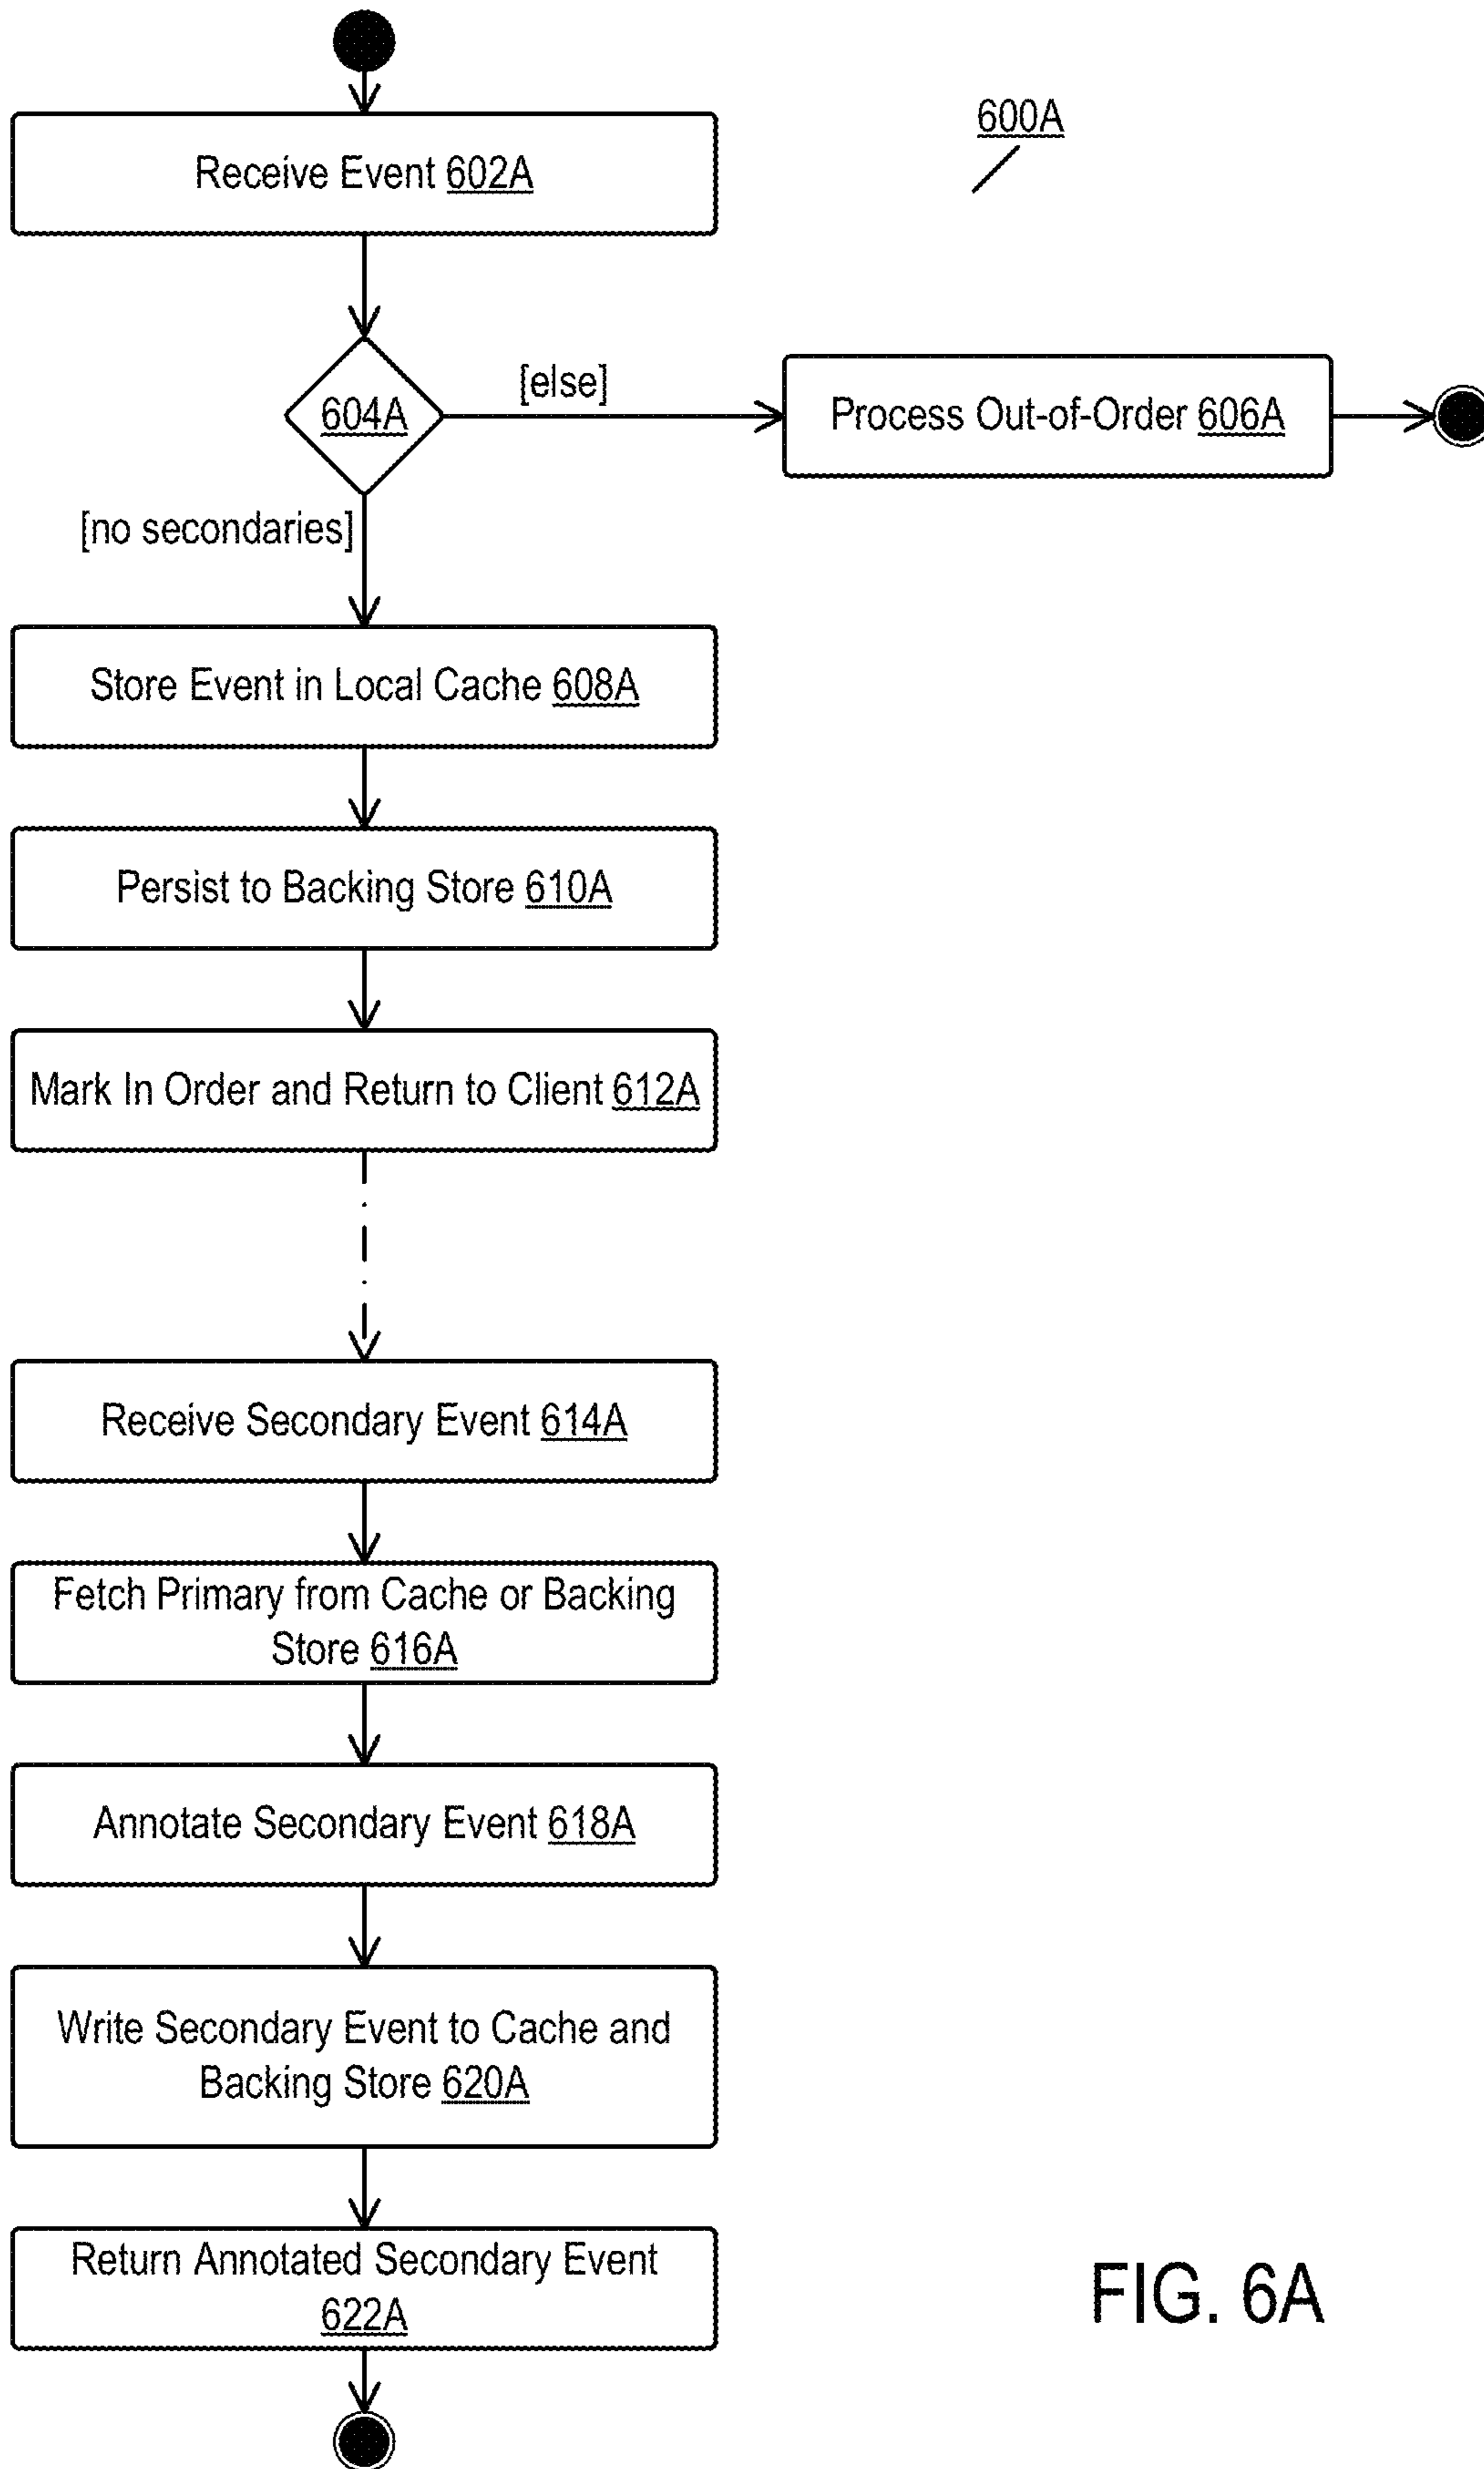 600A
Receive Event 602A
604A
[else]
Process Out-of-Order 606A
[no secondaries]
Store Event in Local Cache 608A
Persist to Backing Store 610A
Mark In Order and Return to Client 612A
Receive Secondary Event 614A
Fetch Primary from Cache or Backing
Store 616A
Annotate Secondary Event 618A
Write Secondary Event to Cache and
Backing Store 620A
Return Annotated Secondary Event
622A
FIG. 6A